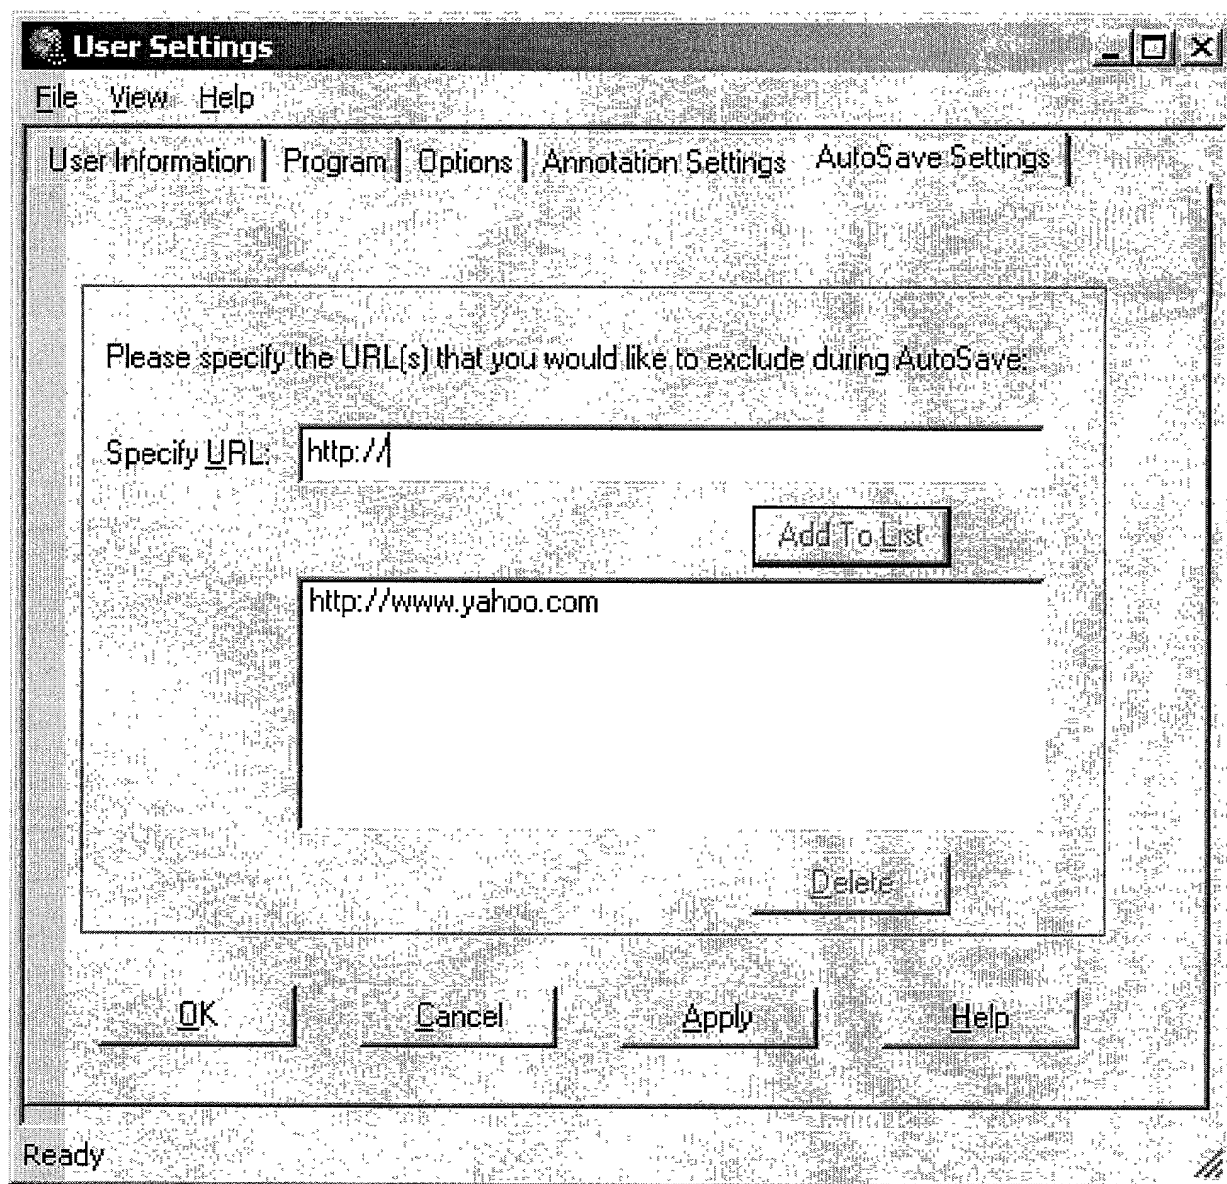 User Settings
File View Help
User Information Program Options Annotation Settings AutoSave Settings
Please specify the URL(s) that you would like to exclude during AutoSave:
Specify URL: http://
Add To List
http://www.yahoo.com
Delete
OK Cancel Apply Help
Ready